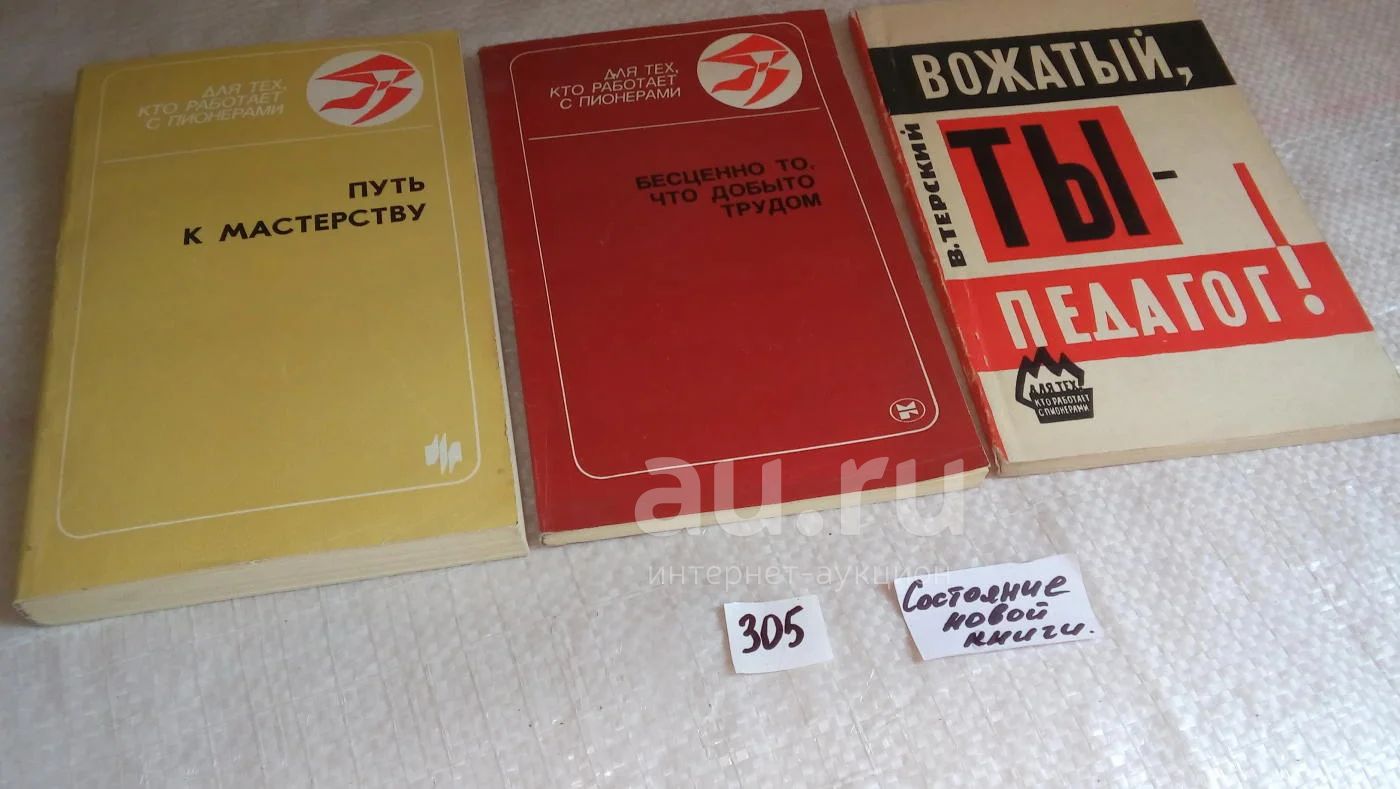 ДЛЯ ТЕХ,
КТО РАБОТАЕТ
С ПИОНЕРАМИ
ПУТЬ
К МАСТЕРСТВУ
ДЛЯ ТЕХ,
КТО РАБОТАЕТ
С ПИОНЕРАМИ
БЕСЦЕННО ТО,
ЧТО ДОБЫТО
ТРУДОМ
ВОЖАТЫЙ,
В. ТЕРСКИЙ
ТЫ -
ПЕДАГОГ!
ДЛЯ ТЕХ,
КТО РАБОТАЕТ
С ПИОНЕРАМИ
au.ru
интернет-аукцион
305
Состояние
новой
книги.